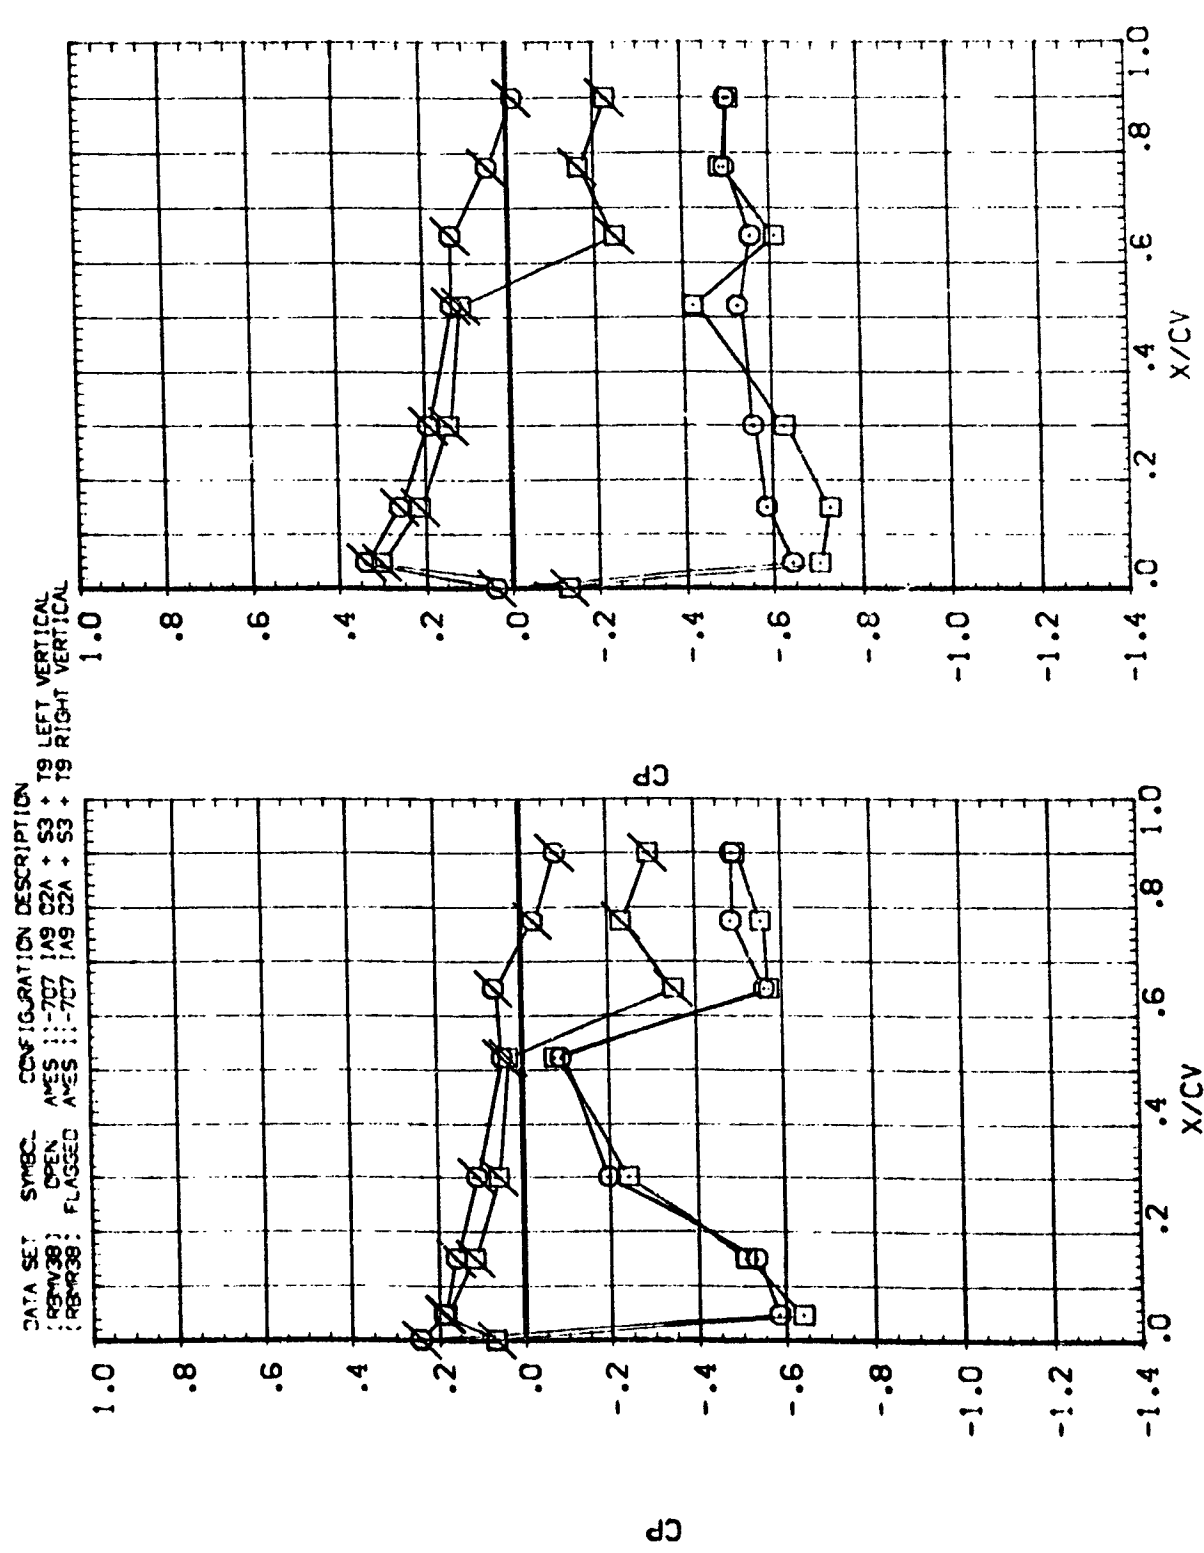 DATA SET SYMBOL CONFIGURATION DESCRIPTION
(RBMV38) OPEN AMES 11-707 IA9 O2A + S3 + T9 LEFT VERTICAL
(RBMR38) FLAGGED AMES 11-707 IA9 O2A + S3 + T9 RIGHT VERTICAL
CP
1.0
.8
.6
.4
.2
.0
-.2
-.4
-.6
-.8
-1.0
-1.2
-1.4
.0 .2 .4 .6 .8 1.0
X/CV
CP
1.0
.8
.6
.4
.2
.0
-.2
-.4
-.6
-.8
-1.0
-1.2
-1.4
.0 .2 .4 .6 .8 1.0
X/CV